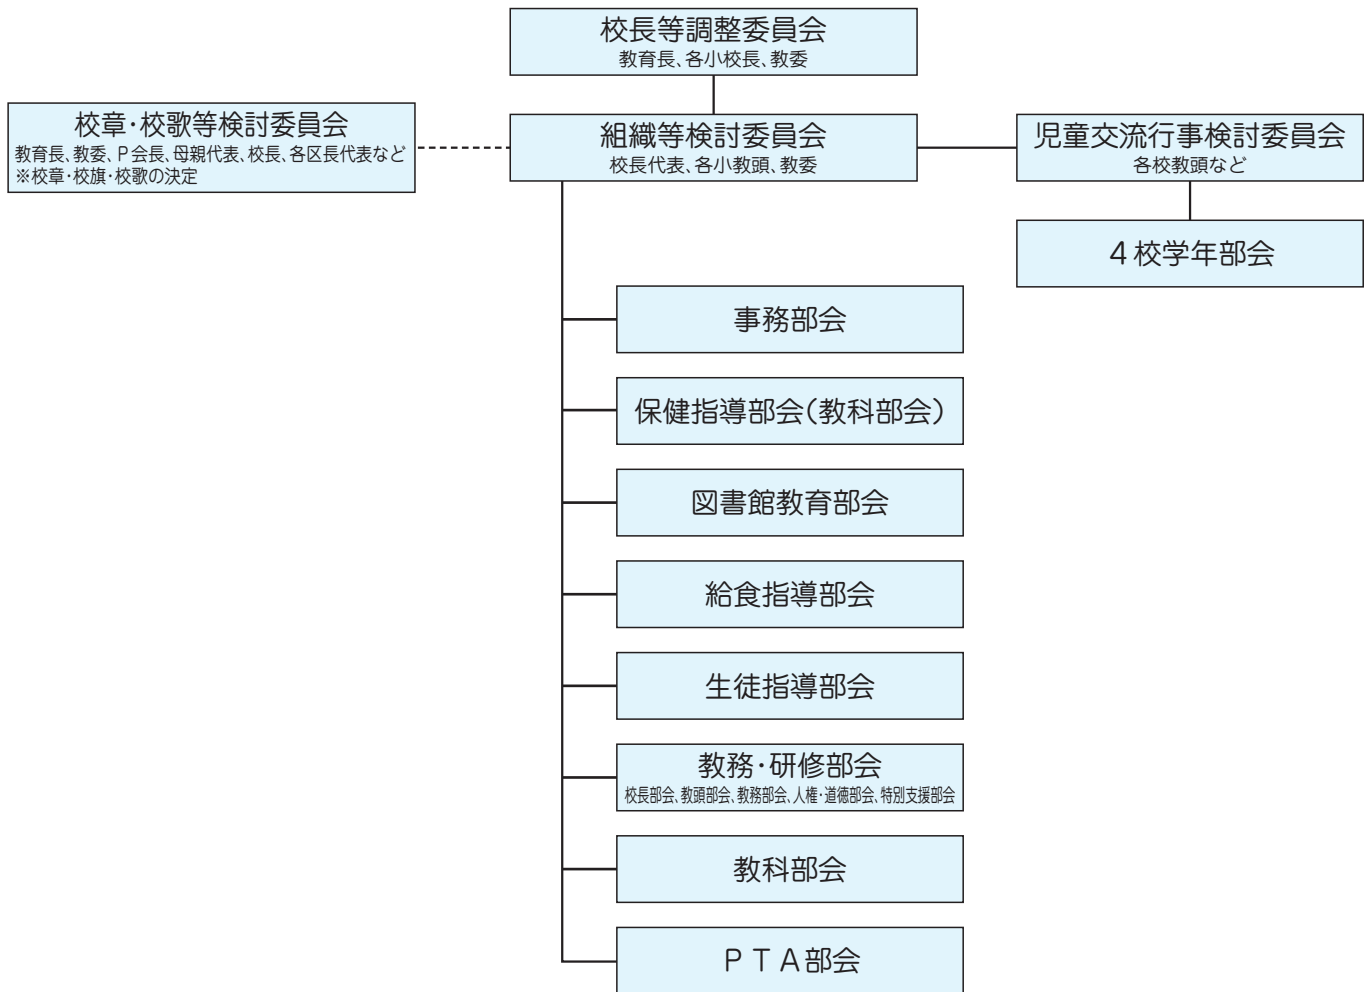 校長等調整委員会
教育長、各小校長、教委
校章・校歌等検討委員会
教育長、教委、P会長、母親代表、校長、各区長代表など
※校章・校旗・校歌の決定
組織等検討委員会
校長代表、各小教頭、教委
児童交流行事検討委員会
各校教頭など
4校学年部会
事務部会
保健指導部会(教科部会)
図書館教育部会
給食指導部会
生徒指導部会
教務・研修部会
校長部会、教頭部会、教務部会、人権・道徳部会、特別支援部会
教科部会
PTA部会